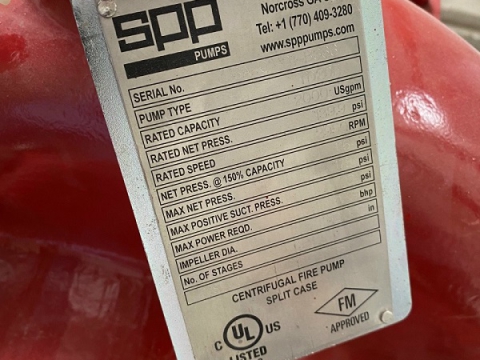 spp
PUMPS
Norcross GA
Tel: +1 (770) 409-3280
www.spppumps.com
SERIAL No.
PUMP TYPE
RATED CAPACITY USgpm
RATED NET PRESS. psi
RATED SPEED RPM
NET PRESS. @ 150% CAPACITY psi
MAX NET PRESS. psi
MAX POSITIVE SUCT. PRESS. psi
MAX POWER REQD. bhp
IMPELLER DIA. in
No. OF STAGES
CENTRIFUGAL FIRE PUMP
SPLIT CASE
C UL US
LISTED
FM
APPROVED